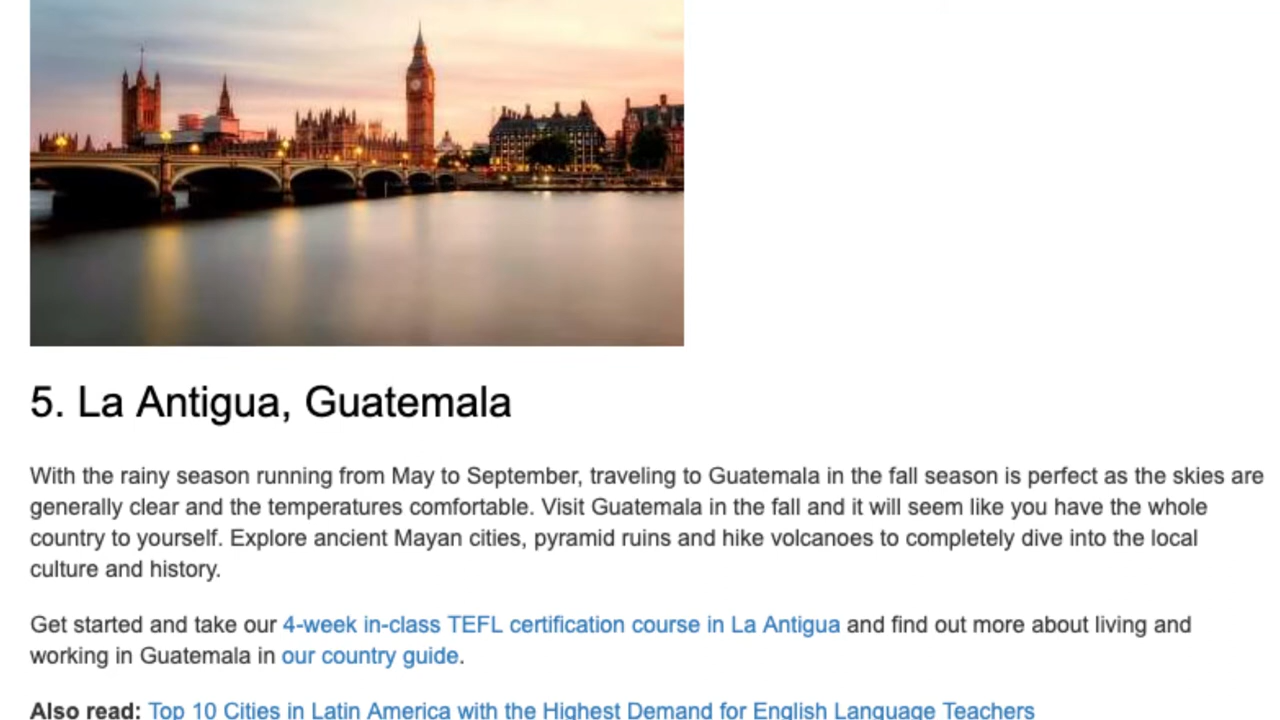 5. La Antigua, Guatemala
With the rainy season running from May to September, traveling to Guatemala in the fall season is perfect as the skies are
generally clear and the temperatures comfortable. Visit Guatemala in the fall and it will seem like you have the whole
country to yourself. Explore ancient Mayan cities, pyramid ruins and hike volcanoes to completely dive into the local
culture and history.
Get started and take our 4-week in-class TEFL certification course in La Antigua and find out more about living and
working in Guatemala in our country guide.
Also read: Top 10 Cities in Latin America with the Highest Demand for English Language Teachers